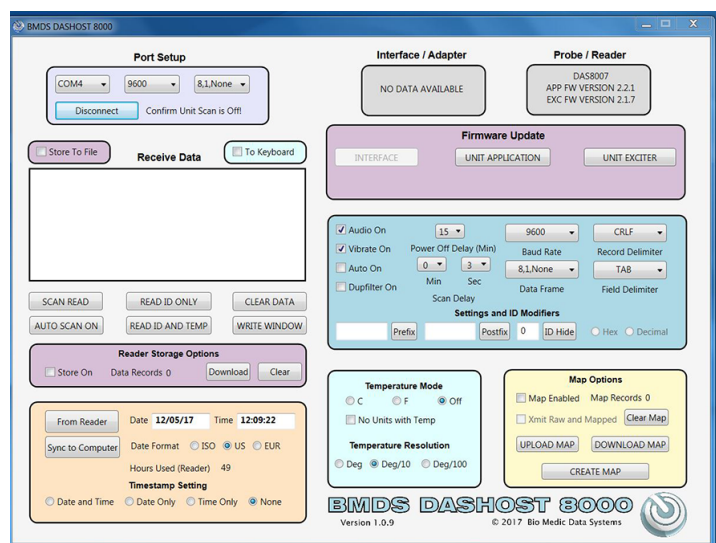 BMDS DASHOST 8000
Port Setup
COM4 9600 8,1,None
Disconnect Confirm Unit Scan is Off!
Interface / Adapter
NO DATA AVAILABLE
Probe / Reader
DAS8007
APP FW VERSION 2.2.1
EXC FW VERSION 2.1.7
Firmware Update
INTERFACE UNIT APPLICATION UNIT EXCITER
Store To File Receive Data To Keyboard
SCAN READ READ ID ONLY CLEAR DATA
AUTO SCAN ON READ ID AND TEMP WRITE WINDOW
Audio On
Vibrate On
Auto On
Dupfilter On
15
Power Off Delay (Min)
0 3
Min Sec
Scan Delay
9600
Baud Rate
8,1,None
Data Frame
CRLF
Record Delimiter
TAB
Field Delimiter
Settings and ID Modifiers
Prefix Postfix 0 ID Hide Hex Decimal
Reader Storage Options
Store On Data Records 0 Download Clear
From Reader Date 12/05/17 Time 12:09:22
Sync to Computer Date Format ISO US EUR
Hours Used (Reader) 49
Timestamp Setting
Date and Time Date Only Time Only None
Temperature Mode
C F Off
No Units with Temp
Temperature Resolution
Deg Deg/10 Deg/100
Map Options
Map Enabled Map Records 0
Xmit Raw and Mapped Clear Map
UPLOAD MAP DOWNLOAD MAP
CREATE MAP
BMDS DASHOST 8000
Version 1.0.9 © 2017 Bio Medic Data Systems